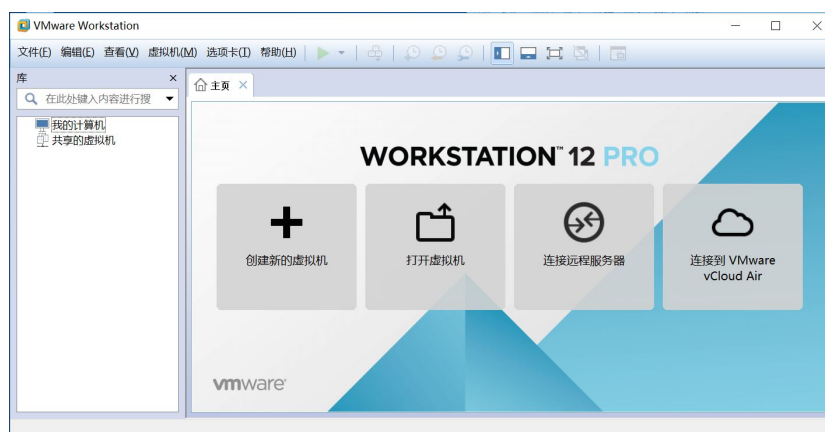 VMware Workstation
文件(F) 编辑(E) 查看(V) 虚拟机(M) 选项卡(T) 帮助(H)
库
在此处键入内容进行搜
我的计算机
共享的虚拟机
主页
WORKSTATION™ 12 PRO
创建新的虚拟机
打开虚拟机
连接远程服务器
连接到 VMware
vCloud Air
vmware